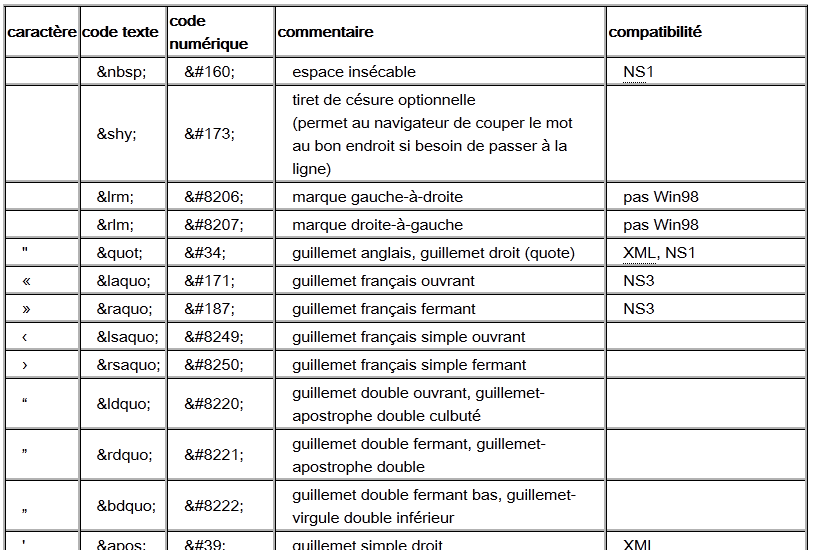 caractère code texte code numérique commentaire compatibilité
&nbsp; &#160; espace insécable NS1
&shy; &#173; tiret de césure optionnelle
(permet au navigateur de couper le mot
au bon endroit si besoin de passer à la
ligne)
&lrm; &#8206; marque gauche-à-droite pas Win98
&rlm; &#8207; marque droite-à-gauche pas Win98
" &quot; &#34; guillemet anglais, guillemet droit (quote) XML, NS1
« &laquo; &#171; guillemet français ouvrant NS3
» &raquo; &#187; guillemet français fermant NS3
‹ &lsaquo; &#8249; guillemet français simple ouvrant
› &rsaquo; &#8250; guillemet français simple fermant
“ &ldquo; &#8220; guillemet double ouvrant, guillemet-
apostrophe double culbuté
” &rdquo; &#8221; guillemet double fermant, guillemet-
apostrophe double
„ &bdquo; &#8222; guillemet double fermant bas, guillemet-
virgule double inférieur
' &apos; &#39; guillemet simple droit XML